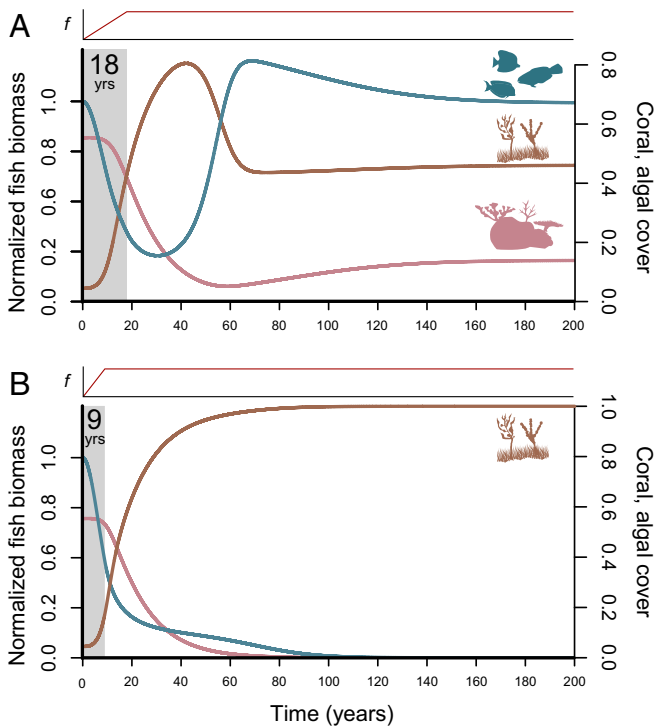 A
f
18
yrs
Normalized fish biomass
0.0 0.2 0.4 0.6 0.8 1.0
0.0 0.2 0.4 0.6 0.8
Coral, algal cover
0 20 40 60 80 100 120 140 160 180 200
B
f
9
yrs
Normalized fish biomass
0.0 0.2 0.4 0.6 0.8 1.0
0.0 0.2 0.4 0.6 0.8 1.0
Coral, algal cover
0 20 40 60 80 100 120 140 160 180 200
Time (years)